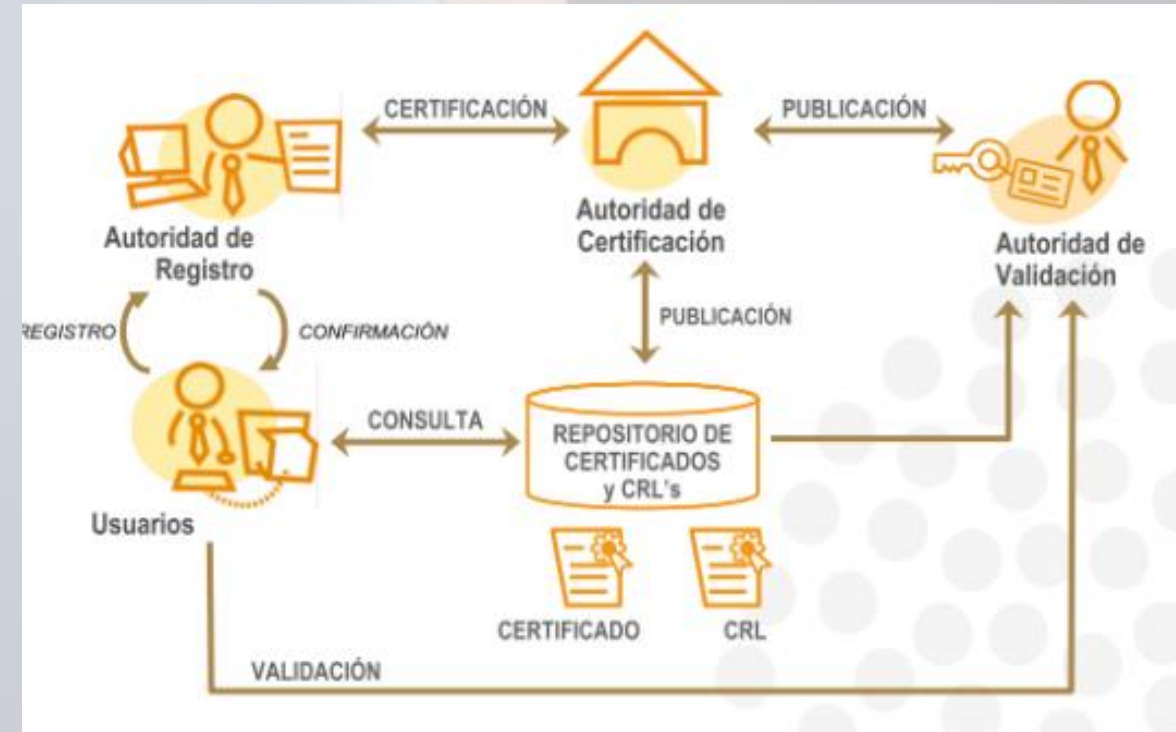 CERTIFICACIÓN
PUBLICACIÓN
Autoridad de
Registro
Autoridad de
Certificación
Autoridad de
Validación
REGISTRO
CONFIRMACIÓN
PUBLICACIÓN
CONSULTA
REPOSITORIO DE
CERTIFICADOS
y CRL's
Usuarios
CERTIFICADO
CRL
VALIDACIÓN